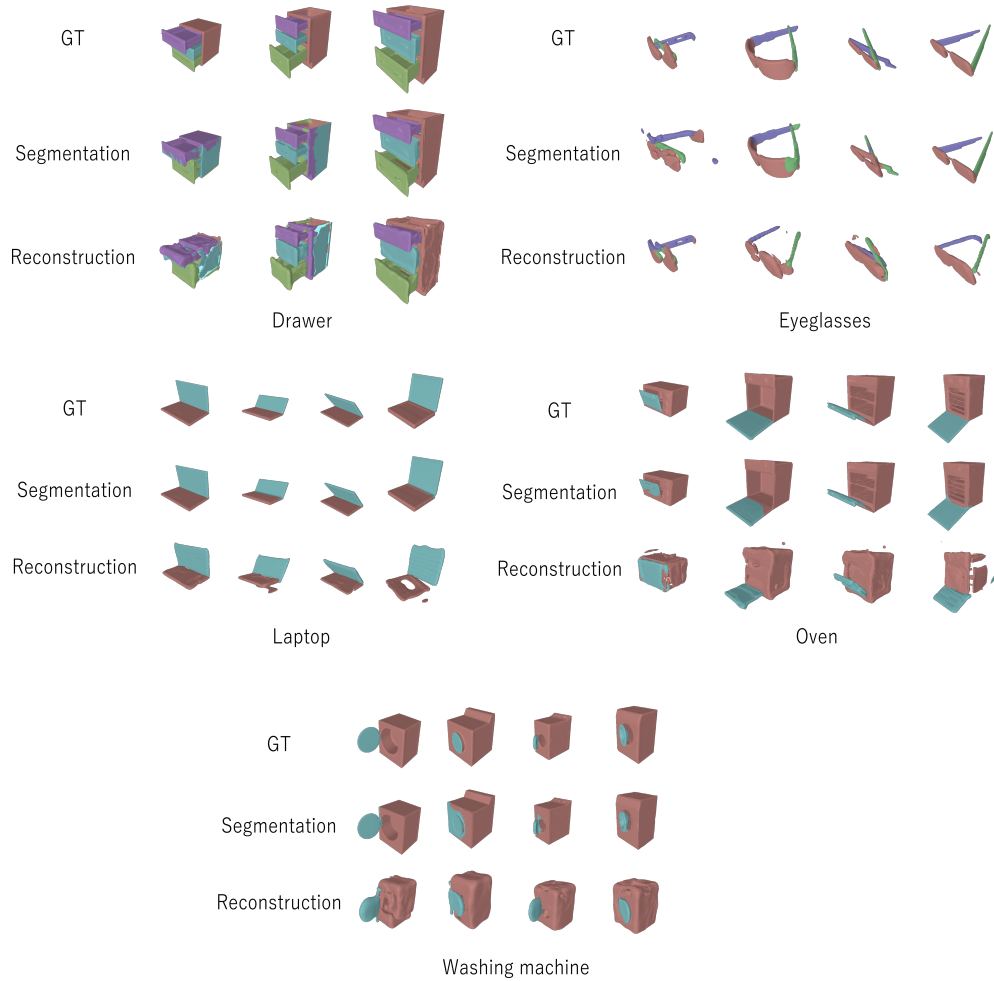 GT
Segmentation
Reconstruction
Drawer
GT
Segmentation
Reconstruction
Eyeglasses
GT
Segmentation
Reconstruction
Laptop
GT
Segmentation
Reconstruction
Oven
GT
Segmentation
Reconstruction
Washing machine